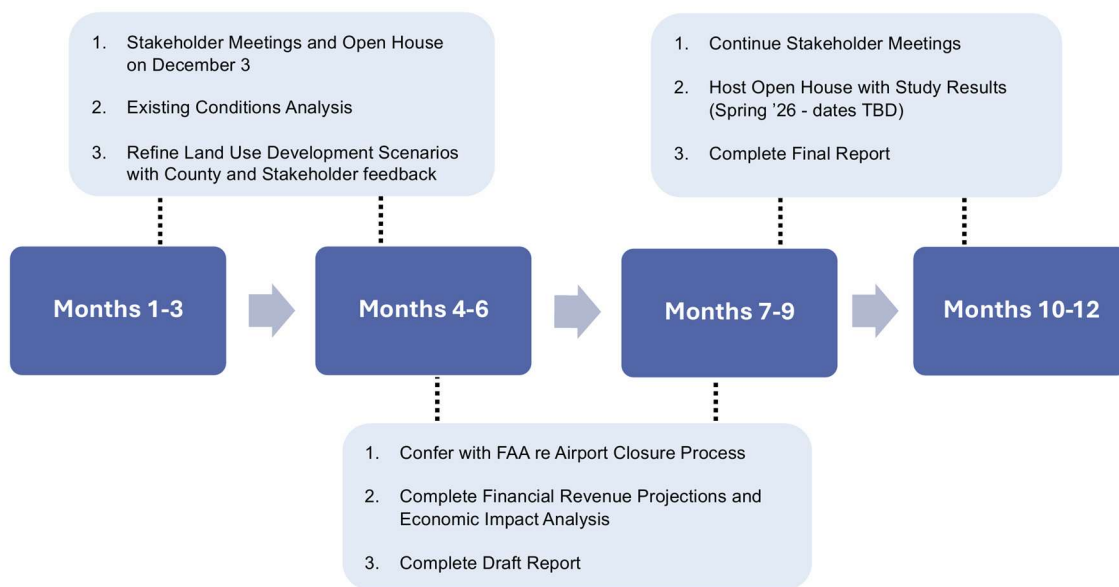 1. Stakeholder Meetings and Open House
on December 3
2. Existing Conditions Analysis
3. Refine Land Use Development Scenarios
with County and Stakeholder feedback
1. Continue Stakeholder Meetings
2. Host Open House with Study Results
(Spring ’26 - dates TBD)
3. Complete Final Report
Months 1-3
Months 4-6
Months 7-9
Months 10-12
1. Confer with FAA re Airport Closure Process
2. Complete Financial Revenue Projections and
Economic Impact Analysis
3. Complete Draft Report